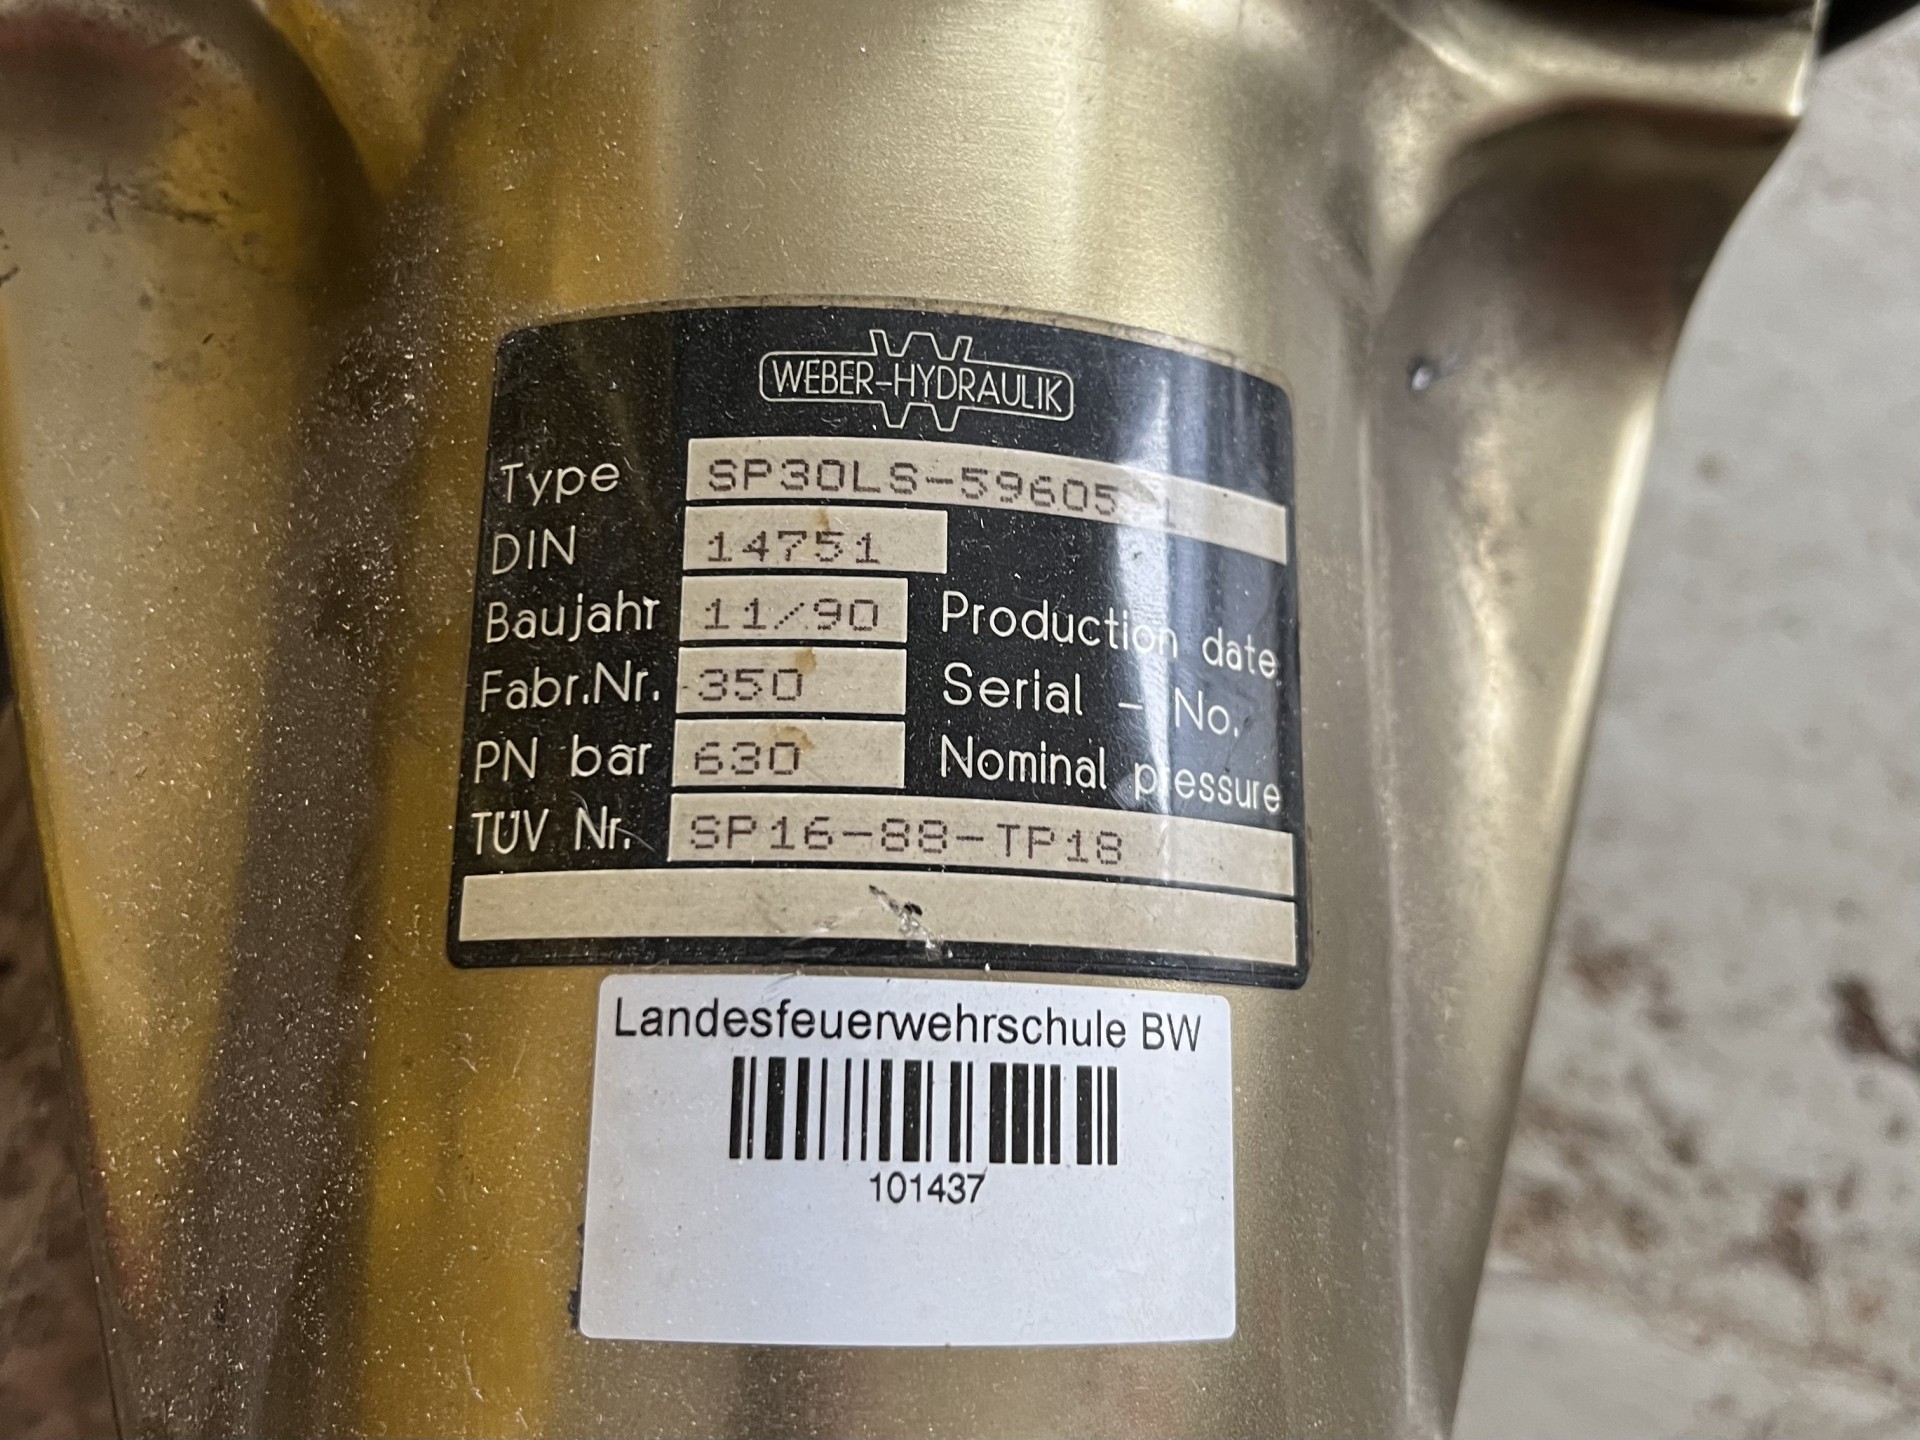 WEBER-HYDRAULIK
Type SP30LS-59605 1
DIN 14751
Baujahr 11/90 Production date
Fabr.Nr. 350 Serial - No.
PN bar 630 Nominal pressure
TÜV Nr. SP16-88-TP18
Landesfeuerwehrschule BW
101437